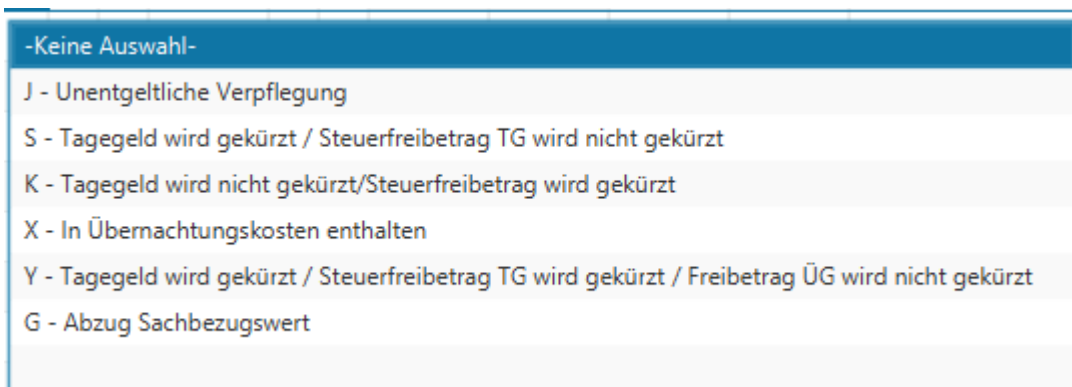 -Keine Auswahl-
J - Unentgeltliche Verpflegung
S - Tagegeld wird gekürzt / Steuerfreibetrag TG wird nicht gekürzt
K - Tagegeld wird nicht gekürzt/Steuerfreibetrag wird gekürzt
X - In Übernachtungskosten enthalten
Y - Tagegeld wird gekürzt / Steuerfreibetrag TG wird gekürzt / Freibetrag ÜG wird nicht gekürzt
G - Abzug Sachbezugswert